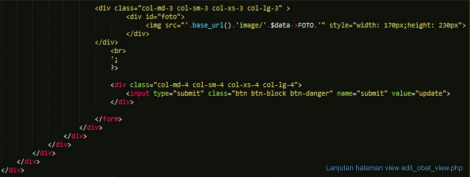 <div class="col-md-3 col-sm-3 col-xs-3 col-lg-3" >
<div id="foto">
<img src="'.base_url().'image/'.$data->FOTO.'" style="width: 170px;height: 230px">
</div>
</div>
<br>
';
?>
<div class="col-md-4 col-sm-4 col-xs-4 col-lg-4">
<input type="submit" class="btn btn-block btn-danger" name="submit" value="update">
</div>
</form>
</div>
</div>
</div>
</div>
</div>
</div>
Lanjutan halaman view edit_obat_view.php